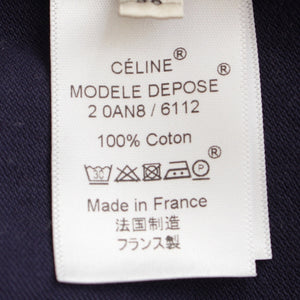 CÉLINE®
MODELE DEPOSE®
2 0AN8 / 6112
100% Coton
®
Made in France
法国制造
フランス製